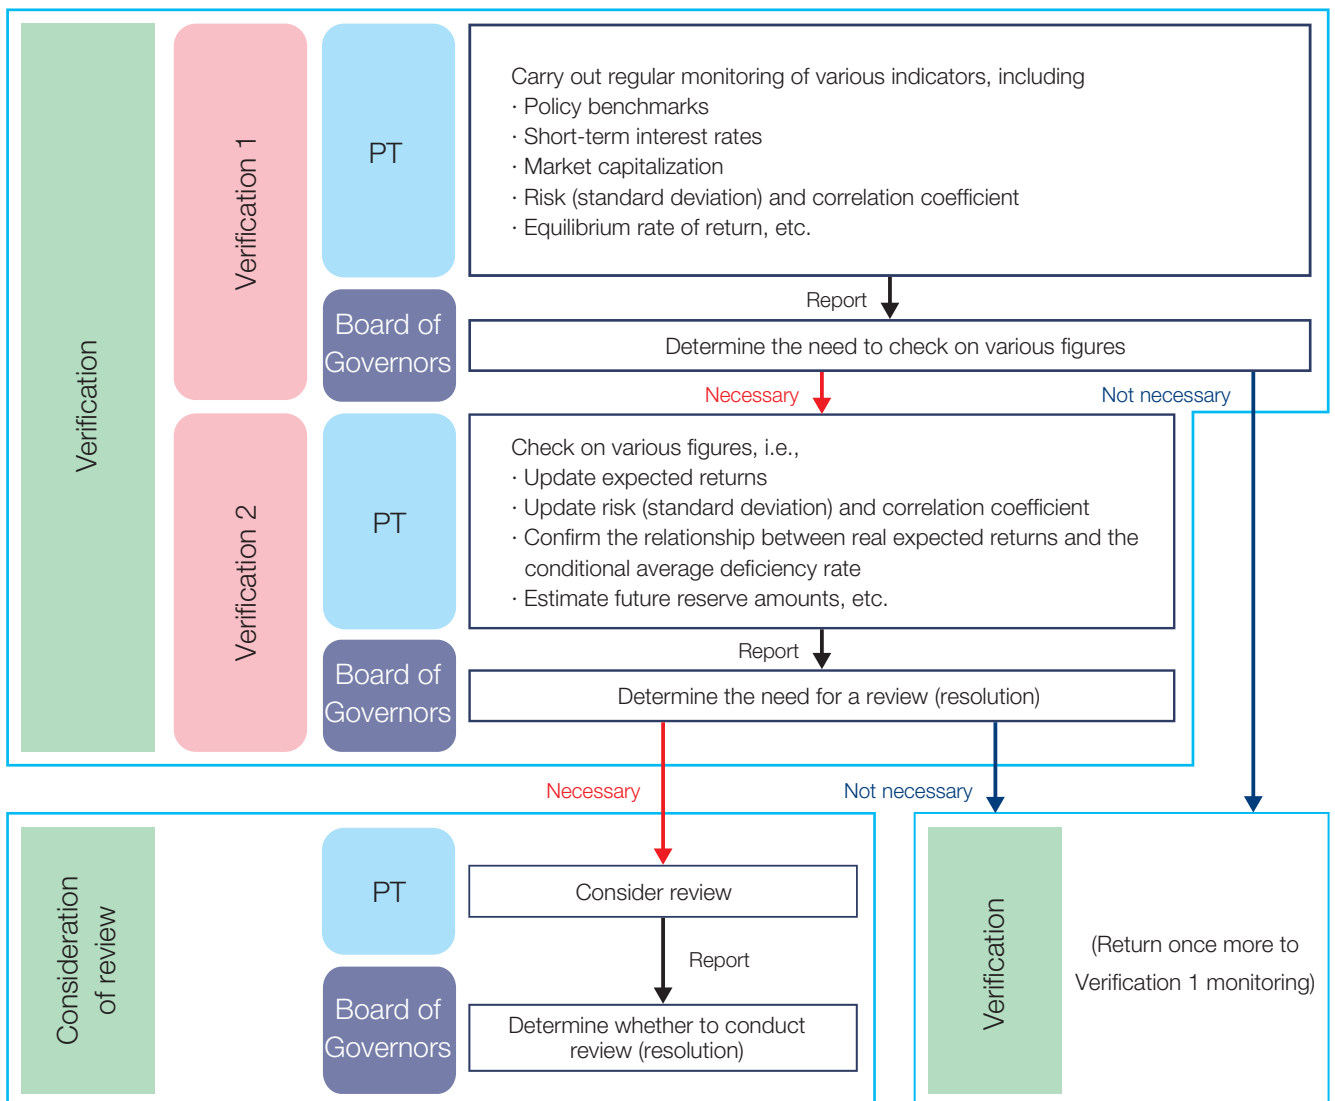 Verification
Verification 1
PT
Carry out regular monitoring of various indicators, including
· Policy benchmarks
· Short-term interest rates
· Market capitalization
· Risk (standard deviation) and correlation coefficient
· Equilibrium rate of return, etc.
Report
Board of
Governors
Determine the need to check on various figures
Necessary
Not necessary
Verification 2
PT
Check on various figures, i.e.,
· Update expected returns
· Update risk (standard deviation) and correlation coefficient
· Confirm the relationship between real expected returns and the
conditional average deficiency rate
· Estimate future reserve amounts, etc.
Report
Board of
Governors
Determine the need for a review (resolution)
Necessary
Not necessary
Consideration
of review
PT
Consider review
Report
Board of
Governors
Determine whether to conduct
review (resolution)
Verification
(Return once more to
Verification 1 monitoring)